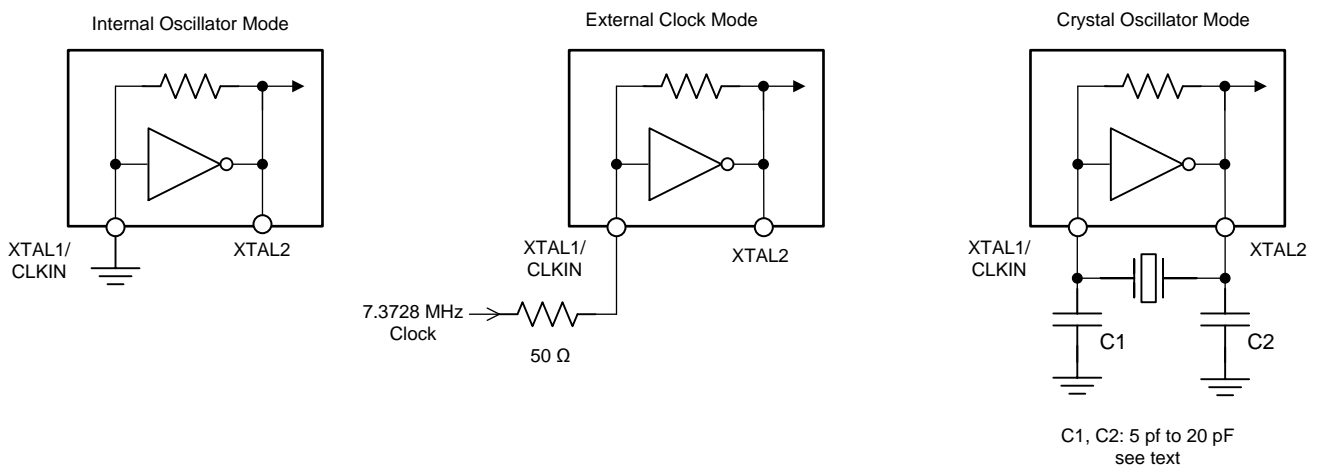 Internal Oscillator Mode
XTAL1/
CLKIN
XTAL2
External Clock Mode
XTAL1/
CLKIN
XTAL2
7.3728 MHz
Clock
50 Ω
Crystal Oscillator Mode
XTAL1/
CLKIN
XTAL2
C1
C2
C1, C2: 5 pf to 20 pF
see text